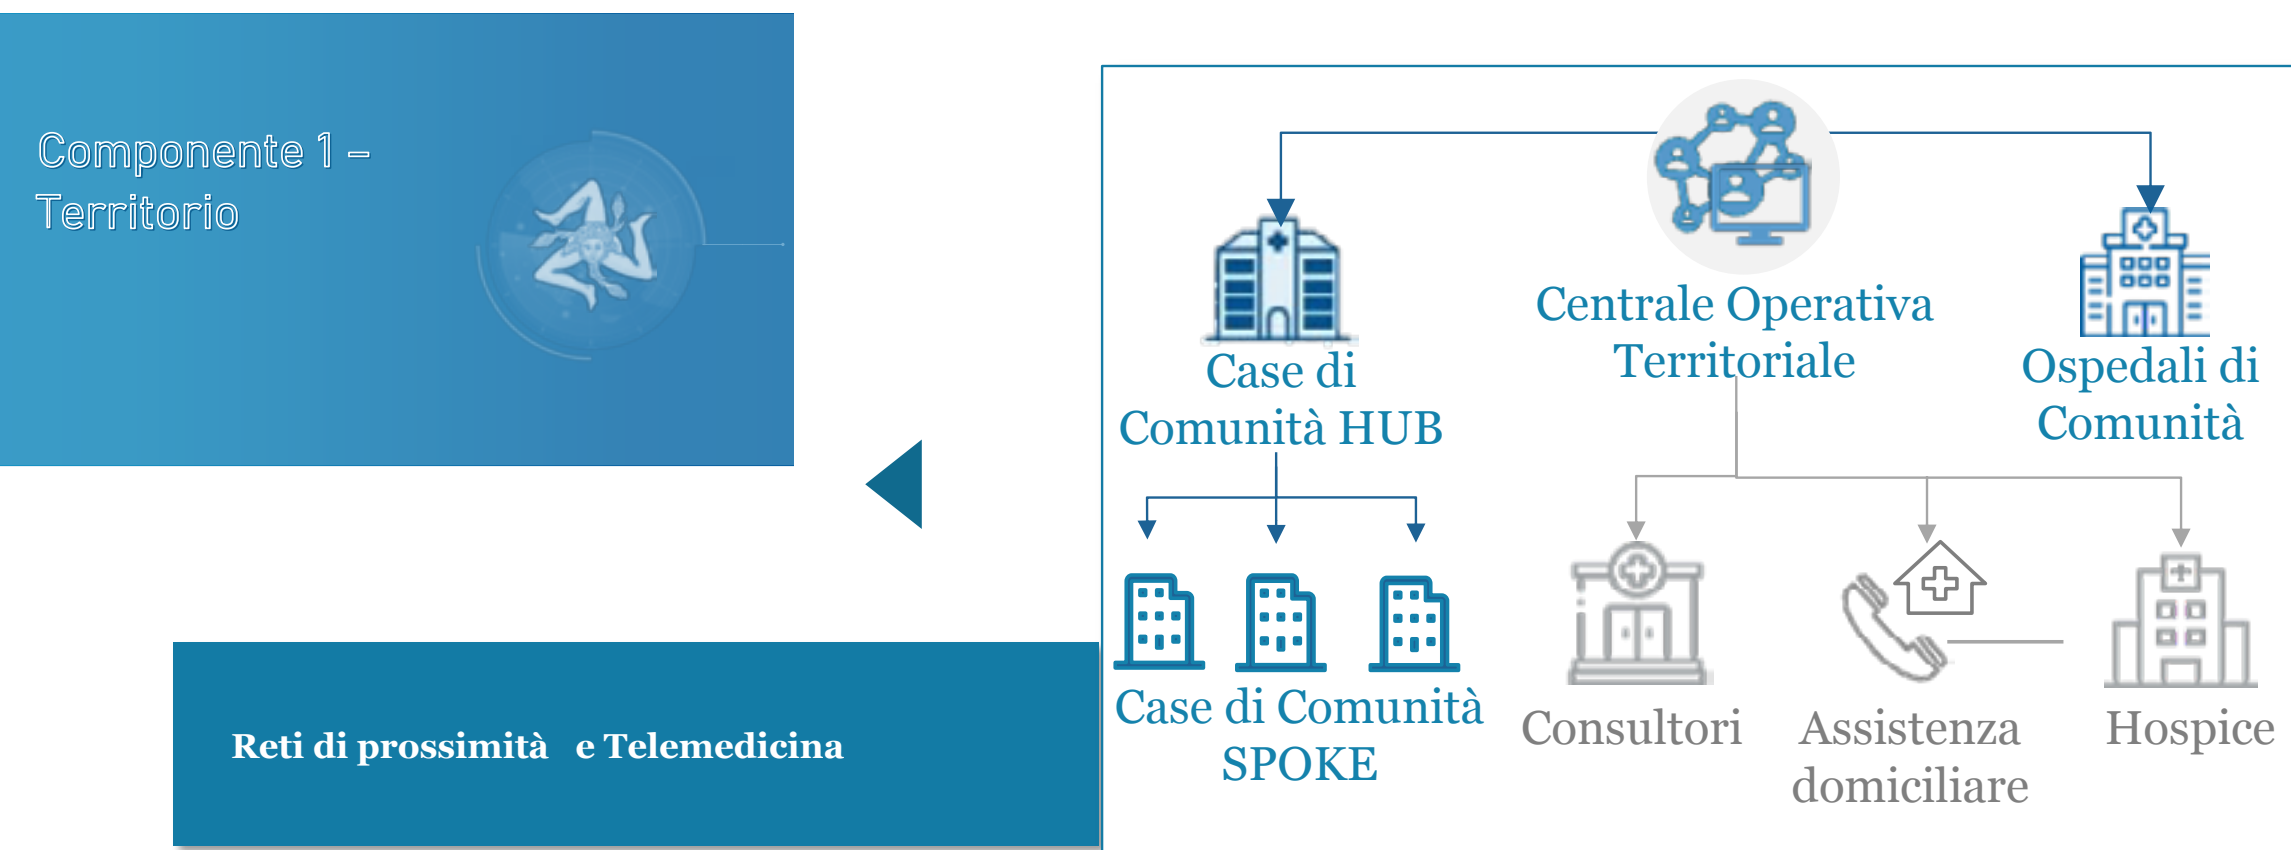 Componente 1 –
Territorio
Centrale Operativa
Territoriale
Case di
Comunità HUB
Ospedali di
Comunità
Case di Comunità
SPOKE
Consultori
Assistenza
domiciliare
Hospice
Reti di prossimità e Telemedicina